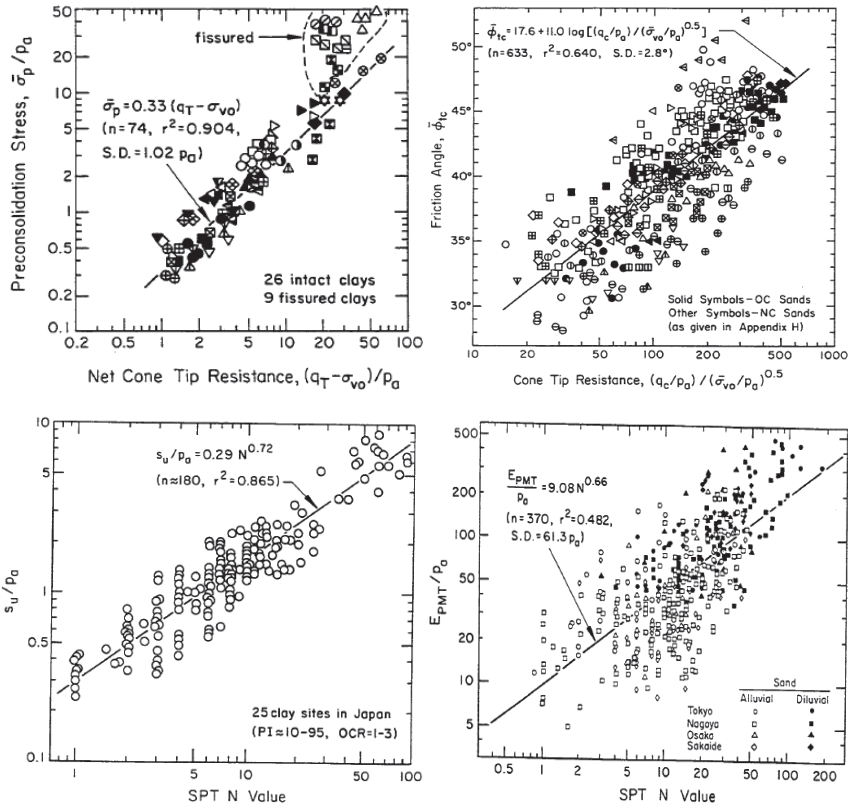 50
20
10
5
2
1
0.5
0.2
0.1
Preconsolidation Stress, σ̄p/pa
fissured
σ̄p=0.33 (qT−σvo)
(n=74, r²=0.904,
S.D.=1.02 pa)
26 intact clays
9 fissured clays
0.2 0.5 1 2 5 10 20 50 100
Net Cone Tip Resistance, (qT−σvo)/pa
φ̄tc=17.6+11.0 log[(qc/pa)/(σ̄vo/pa)^0.5]
(n=633, r²=0.640, S.D.=2.8°)
50°
45°
40°
35°
30°
Friction Angle, φ̄tc
Solid Symbols-OC Sands
Other Symbols-NC Sands
(as given in Appendix H)
10 20 50 100 200 500 1000
Cone Tip Resistance, (qc/pa)/(σ̄vo/pa)^0.5
10
5
1
0.5
0.1
su/pa
su/pa=0.29 N^0.72
(n≈180, r²=0.865)
25 clay sites in Japan
(PI≈10-95, OCR=1-3)
1 5 10 50 100
SPT N Value
500
200
100
50
20
10
5
EPMT/pa
EPMT
pa
=9.08N^0.66
(n=370, r²=0.482,
S.D.=61.3pa)
Sand
Alluvial Diluvial
Tokyo
Nagoya
Osaka
Sakaide
0.5 1 2 5 10 20 50 100 200
SPT N Value